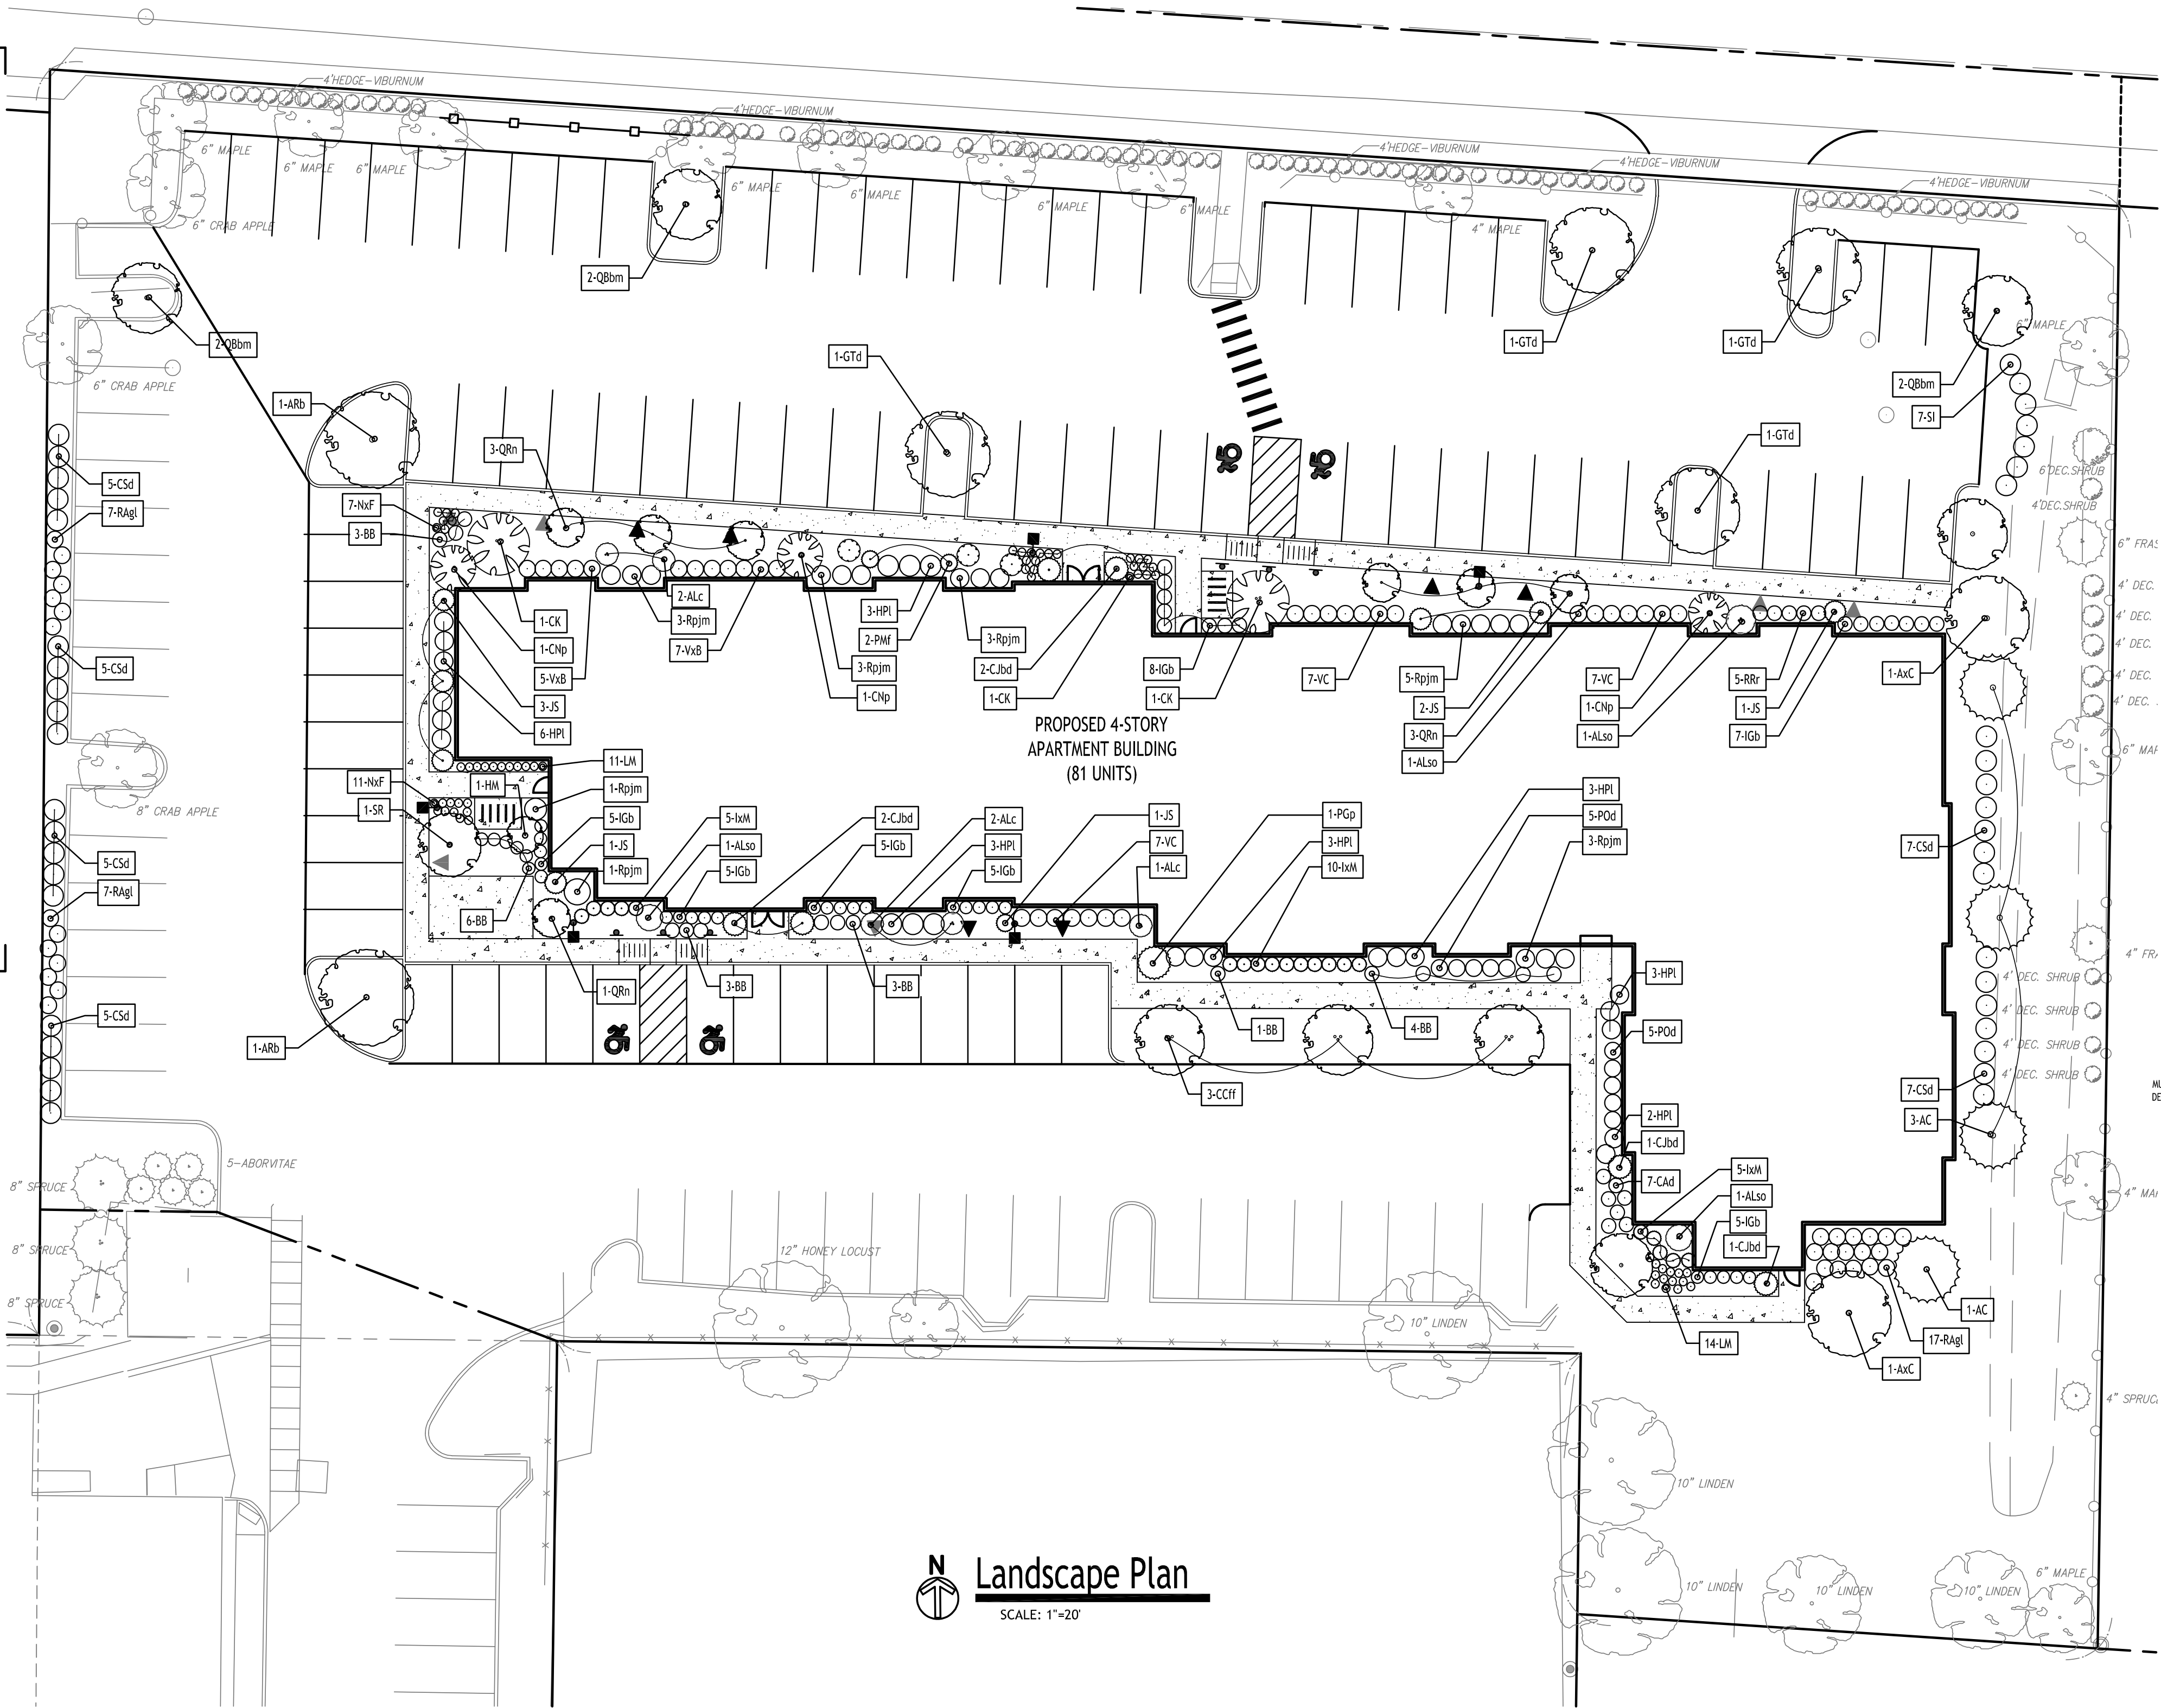 4'HEDGE-VIBURNUM
4'HEDGE-VIBURNUM
4'HEDGE-VIBURNUM
4'HEDGE-VIBURNUM
4'HEDGE-VIBURNUM
6" MAPLE
6" MAPLE
6" MAPLE
6" MAPLE
6" MAPLE
6" MAPLE
6" MAPLE
4" MAPLE
6" CRAB APPLE
2-QBbm
2-QBbm
6" MAPLE
1-GTd
1-GTd
1-GTd
6" CRAB APPLE
2-QBbm
1-ARb
7-SI
3-QRn
1-GTd
5-CSd
6'DEC.SHRUB
7-NxF
7-RAgl
4'DEC.SHRUB
3-BB
4' DEC.
2-ALc
3-HPl
4' DEC.
1-CK
3-Rpjm
2-PMf
3-Rpjm
4' DEC.
1-CNp
7-VxB
5-CSd
3-Rpjm
2-CJbd
8-IGb
7-VC
5-Rpjm
7-VC
5-RRr
1-AxC
4' DEC.
5-VxB
1-CNp
1-CK
1-CK
4' DEC.
3-JS
2-JS
1-CNp
1-JS
6-HPl
3-QRn
1-ALso
7-IGb
PROPOSED 4-STORY
APARTMENT BUILDING
(81 UNITS)
1-ALso
11-LM
11-NxF
1-HM
1-Rpjm
3-HPl
8" CRAB APPLE
1-SR
5-IGb
5-IxM
2-CJbd
2-ALc
1-JS
1-PGp
5-POd
1-JS
1-ALso
5-IGb
3-HPl
7-VC
3-HPl
3-Rpjm
7-CSd
5-CSd
1-Rpjm
5-IGb
5-IGb
1-ALc
10-IxM
7-RAgl
6-BB
3-HPl
4' DEC. SHRUB
1-QRn
3-BB
3-BB
5-CSd
4' DEC. SHRUB
1-BB
4-BB
5-POd
1-ARb
4' DEC. SHRUB
4' DEC. SHRUB
3-CCff
7-CSd
2-HPl
3-AC
1-CJbd
5-ABORVITAE
5-IxM
7-CAd
8" SPRUCE
1-ALso
5-IGb
8" SPRUCE
12" HONEY LOCUST
1-CJbd
8" SPRUCE
1-AC
10" LINDEN
14-LM
17-RAgl
1-AxC
10" LINDEN
N
Landscape Plan
SCALE: 1"=20'
6" MAPLE
10" LINDEN
10" LINDEN
10" LINDEN